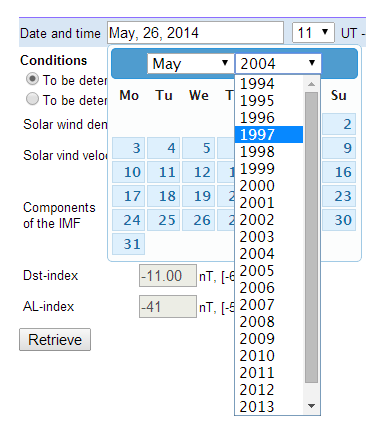 Date and time May, 26, 2014 11 UT -
Conditions May 2004
To be deter
To be deter
Mo Tu We T Su
Solar wind den 2
Solar vind veloc 3 4 5 9
10 11 12 1 16
17 18 19 2 23
Components
of the IMF 24 25 26 2 30
31
1994
1995
1996
1997
1998
1999
2000
2001
2002
2003
2004
2005
2006
2007
2008
2009
2010
2011
2012
2013
Dst-index -11.00 nT, [-6
AL-index -41 nT, [-5
Retrieve